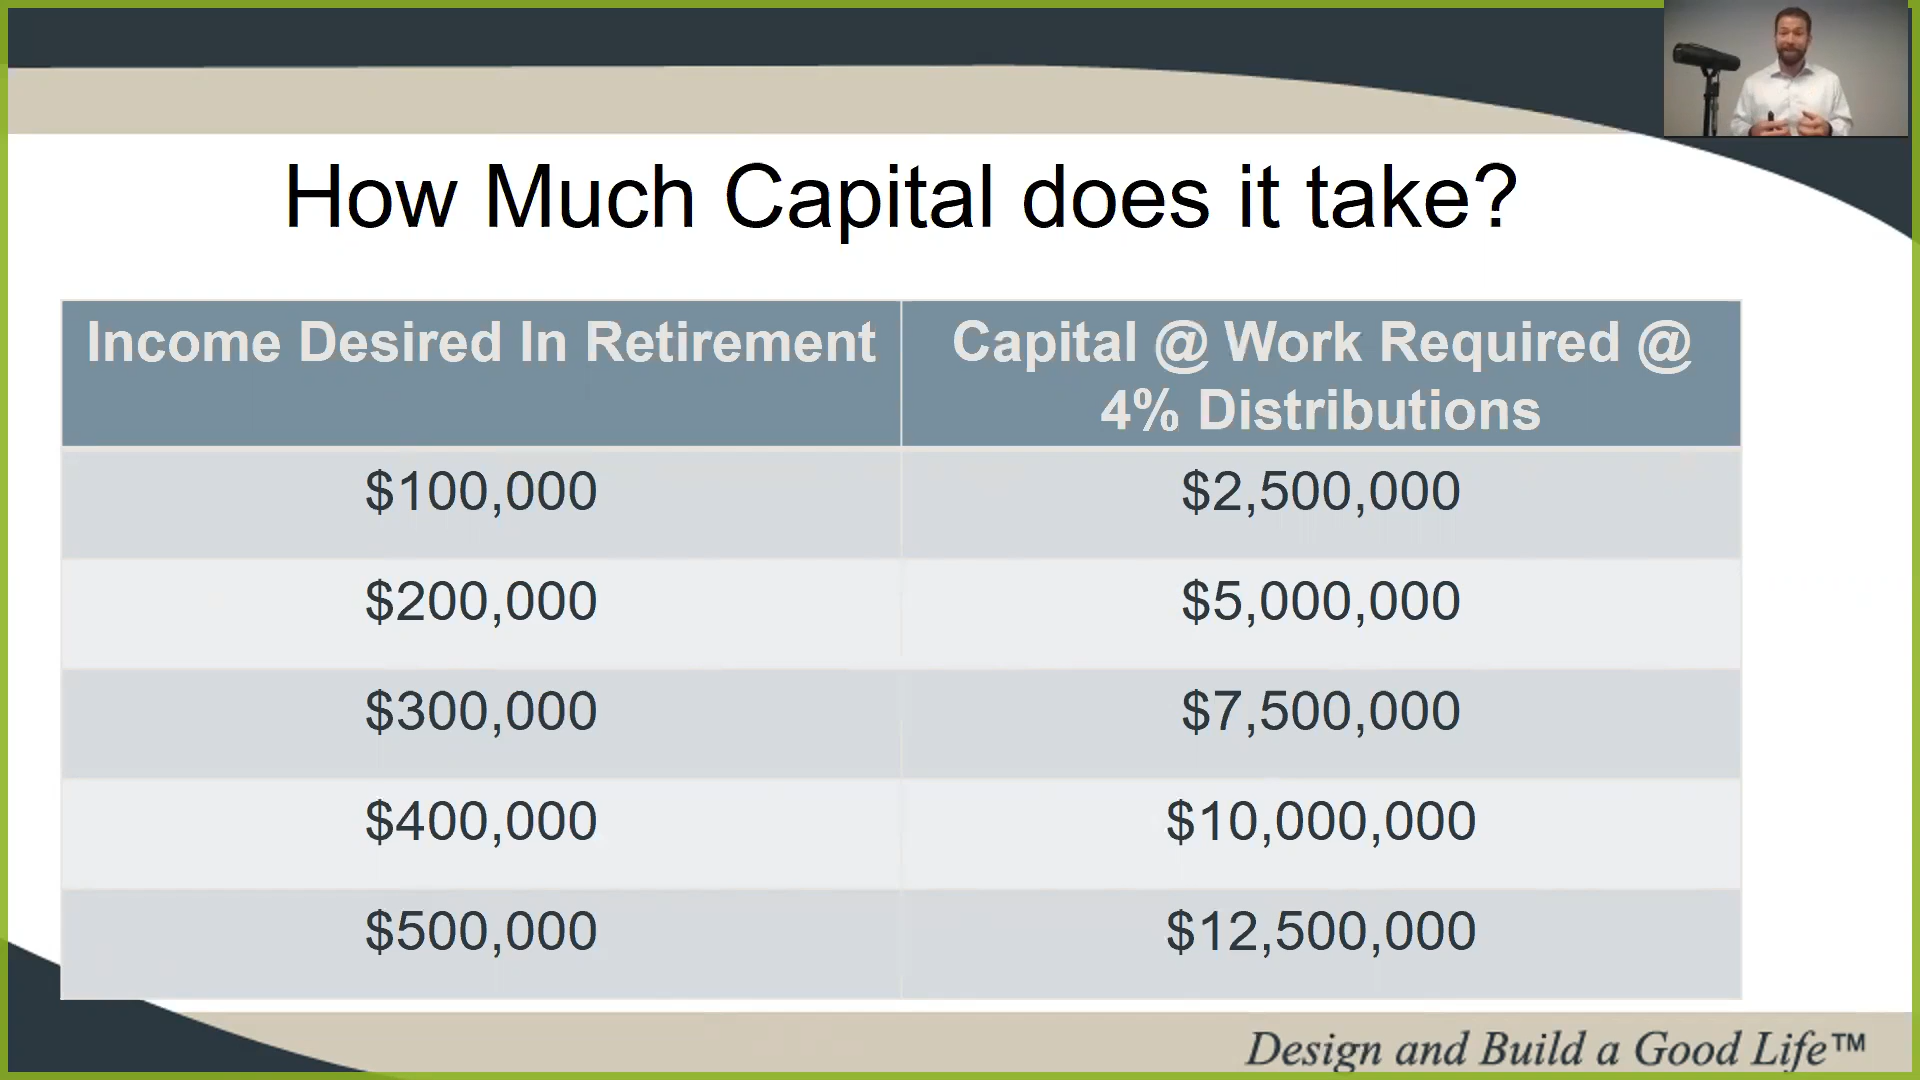 How Much Capital does it take?
Income Desired In Retirement
Capital @ Work Required @
4% Distributions
$100,000
$2,500,000
$200,000
$5,000,000
$300,000
$7,500,000
$400,000
$10,000,000
$500,000
$12,500,000
Design and Build a Good Life™